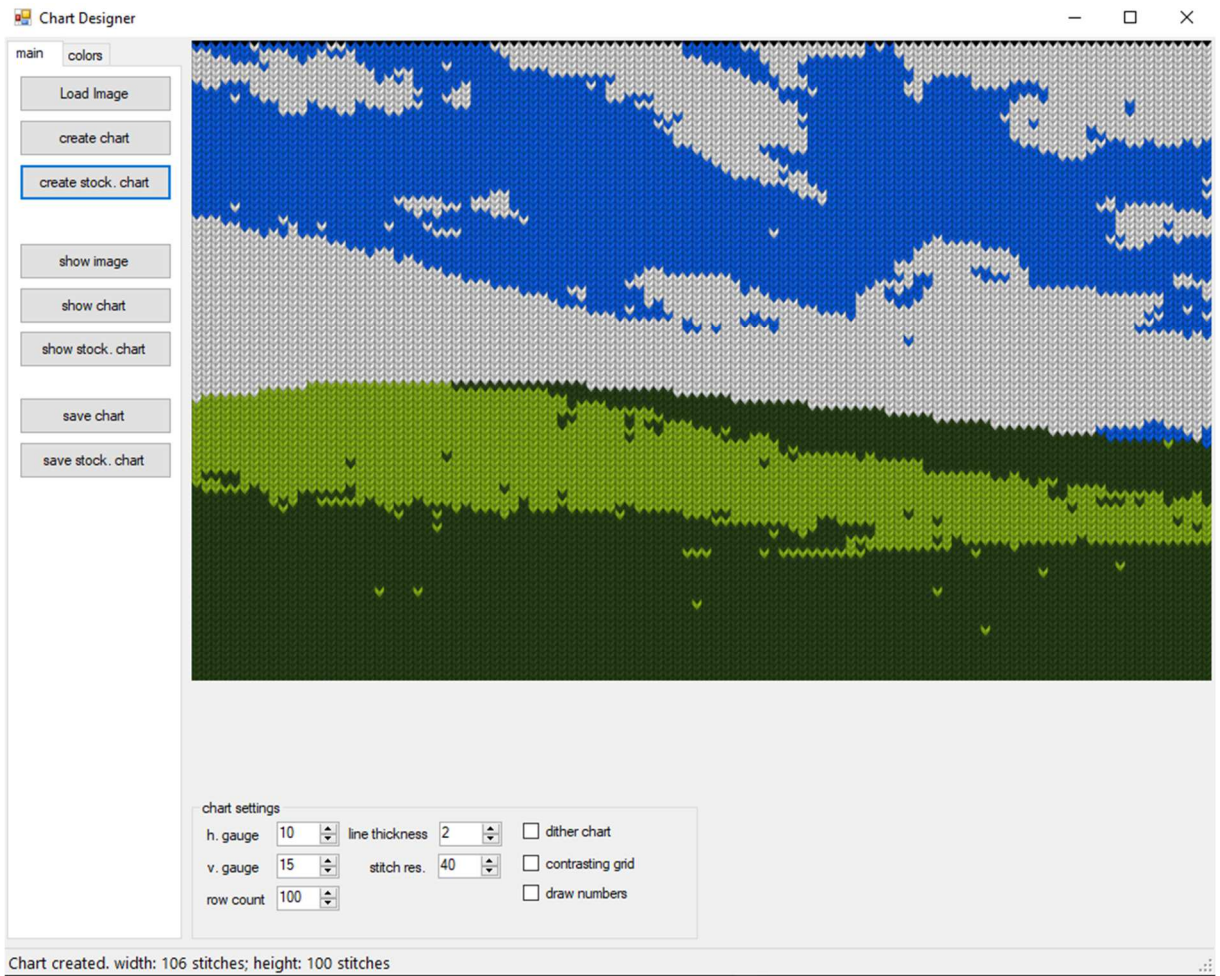 Chart Designer
main colors
Load Image
create chart
create stock. chart
show image
show chart
show stock. chart
save chart
save stock. chart
chart settings
h. gauge 10 line thickness 2 dither chart
v. gauge 15 stitch res. 40 contrasting grid
row count 100 draw numbers
Chart created. width: 106 stitches; height: 100 stitches